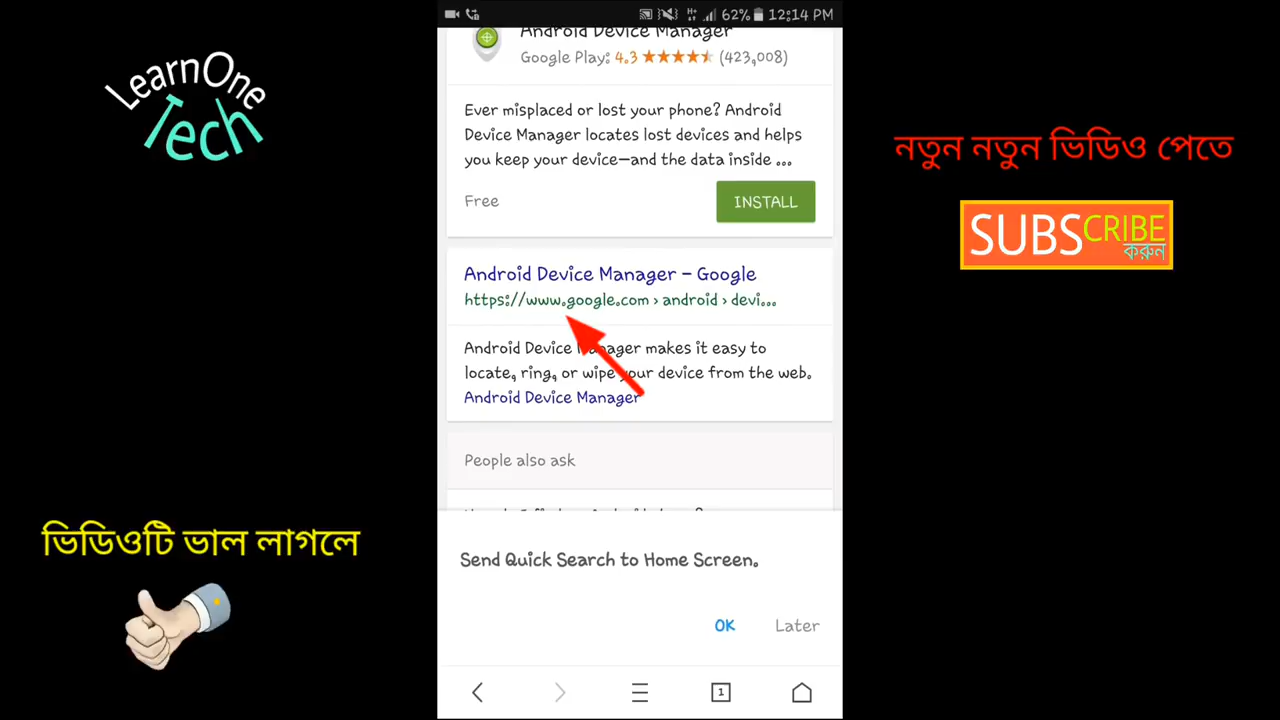 LearnOne
Tech
62% 12:14 PM
Android Device Manager
Google Play: 4.3 (423,008)
Ever misplaced or lost your phone? Android
Device Manager locates lost devices and helps
you keep your device—and the data inside ...
Free
INSTALL
Android Device Manager – Google
https://www.google.com › android › devi...
Android Device Manager makes it easy to
locate, ring, or wipe your device from the web.
Android Device Manager
People also ask
Send Quick Search to Home Screen.
OK Later
1
নতুন নতুন ভিডিও পেতে
SUBSCRIBE
করুন
ভিডিওটি ভাল লাগলে